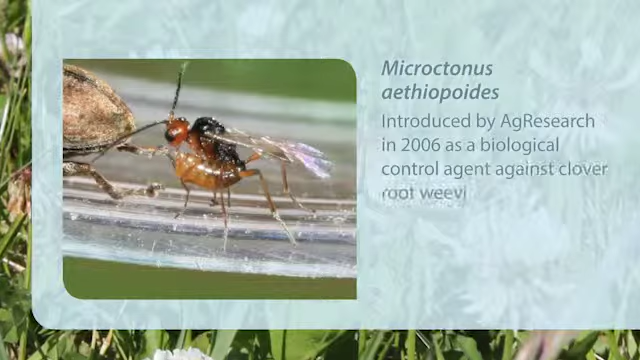 Microctonus
aethiopoides
Introduced by AgResearch
in 2006 as a biological
control agent against clover
root weevi